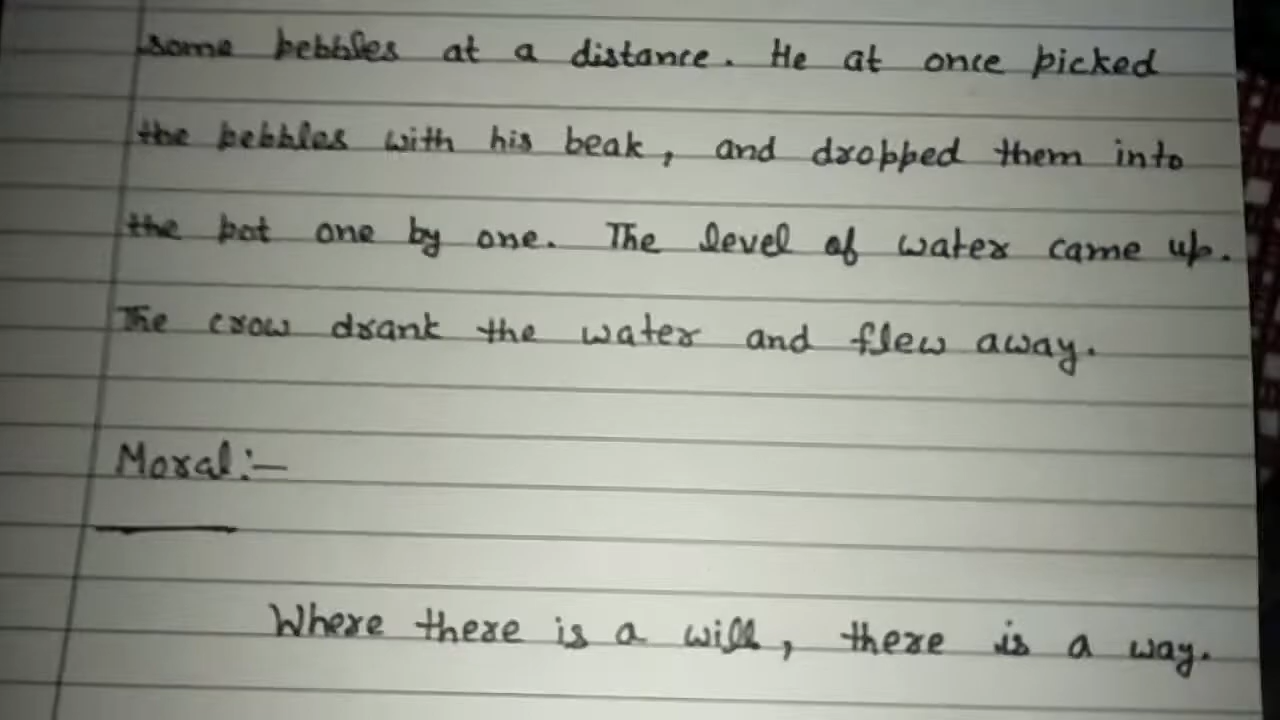 some pebbles at a distance. He at once picked
the pebbles with his beak, and dropped them into
the pot one by one. The level of water came up.
The crow drank the water and flew away.
Moral:-
Where there is a will, there is a way.